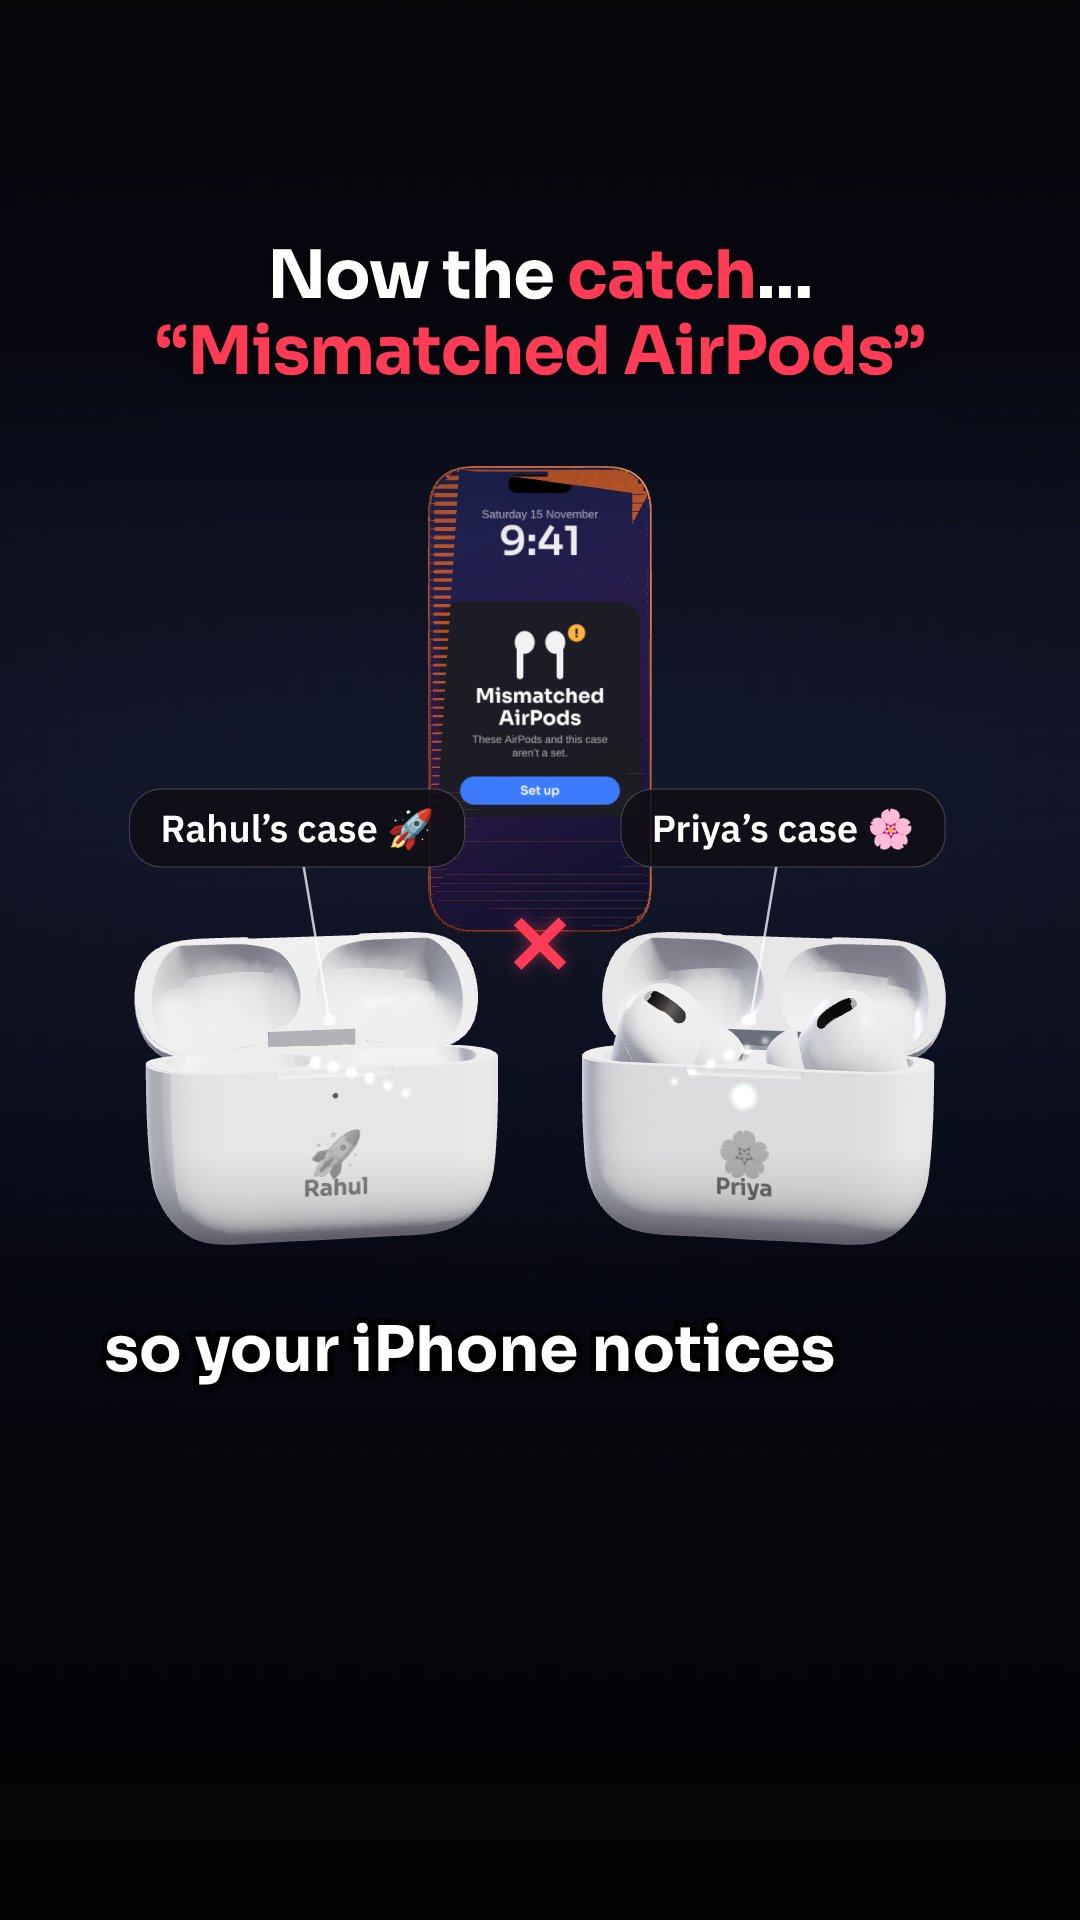 Now the catch...
“Mismatched AirPods”
Saturday 15 November
9:41
!
Mismatched
AirPods
These AirPods and this case
aren't a set.
Set up
Rahul’s case 🚀
Priya’s case 🌸
Rahul
Priya
so your iPhone notices